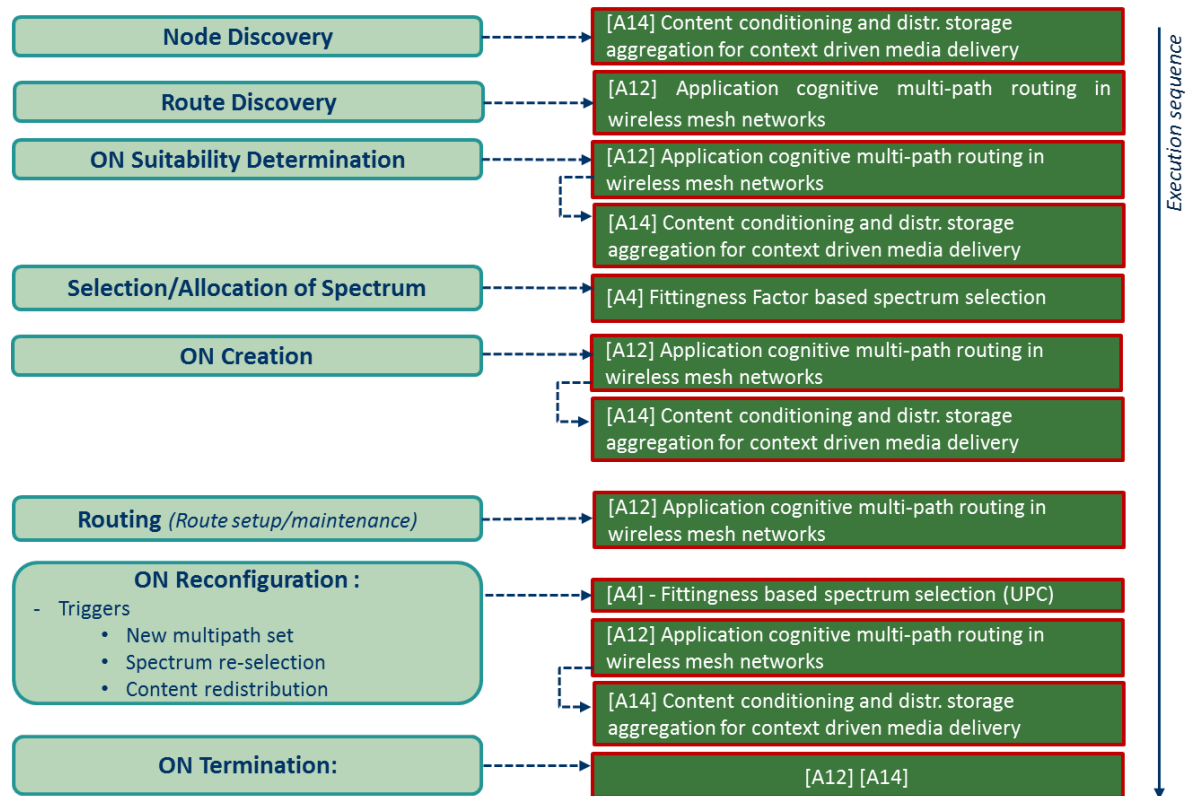 Node Discovery
[A14] Content conditioning and distr. storage
aggregation for context driven media delivery
Route Discovery
[A12] Application cognitive multi-path routing in
wireless mesh networks
ON Suitability Determination
[A12] Application cognitive multi-path routing in
wireless mesh networks
[A14] Content conditioning and distr. storage
aggregation for context driven media delivery
Selection/Allocation of Spectrum
[A4] Fittingness Factor based spectrum selection
ON Creation
[A12] Application cognitive multi-path routing in
wireless mesh networks
[A14] Content conditioning and distr. storage
aggregation for context driven media delivery
Routing (Route setup/maintenance)
[A12] Application cognitive multi-path routing in
wireless mesh networks
ON Reconfiguration :
- Triggers
• New multipath set
• Spectrum re-selection
• Content redistribution
[A4] - Fittingness based spectrum selection (UPC)
[A12] Application cognitive multi-path routing in
wireless mesh networks
[A14] Content conditioning and distr. storage
aggregation for context driven media delivery
ON Termination:
[A12] [A14]
Execution sequence